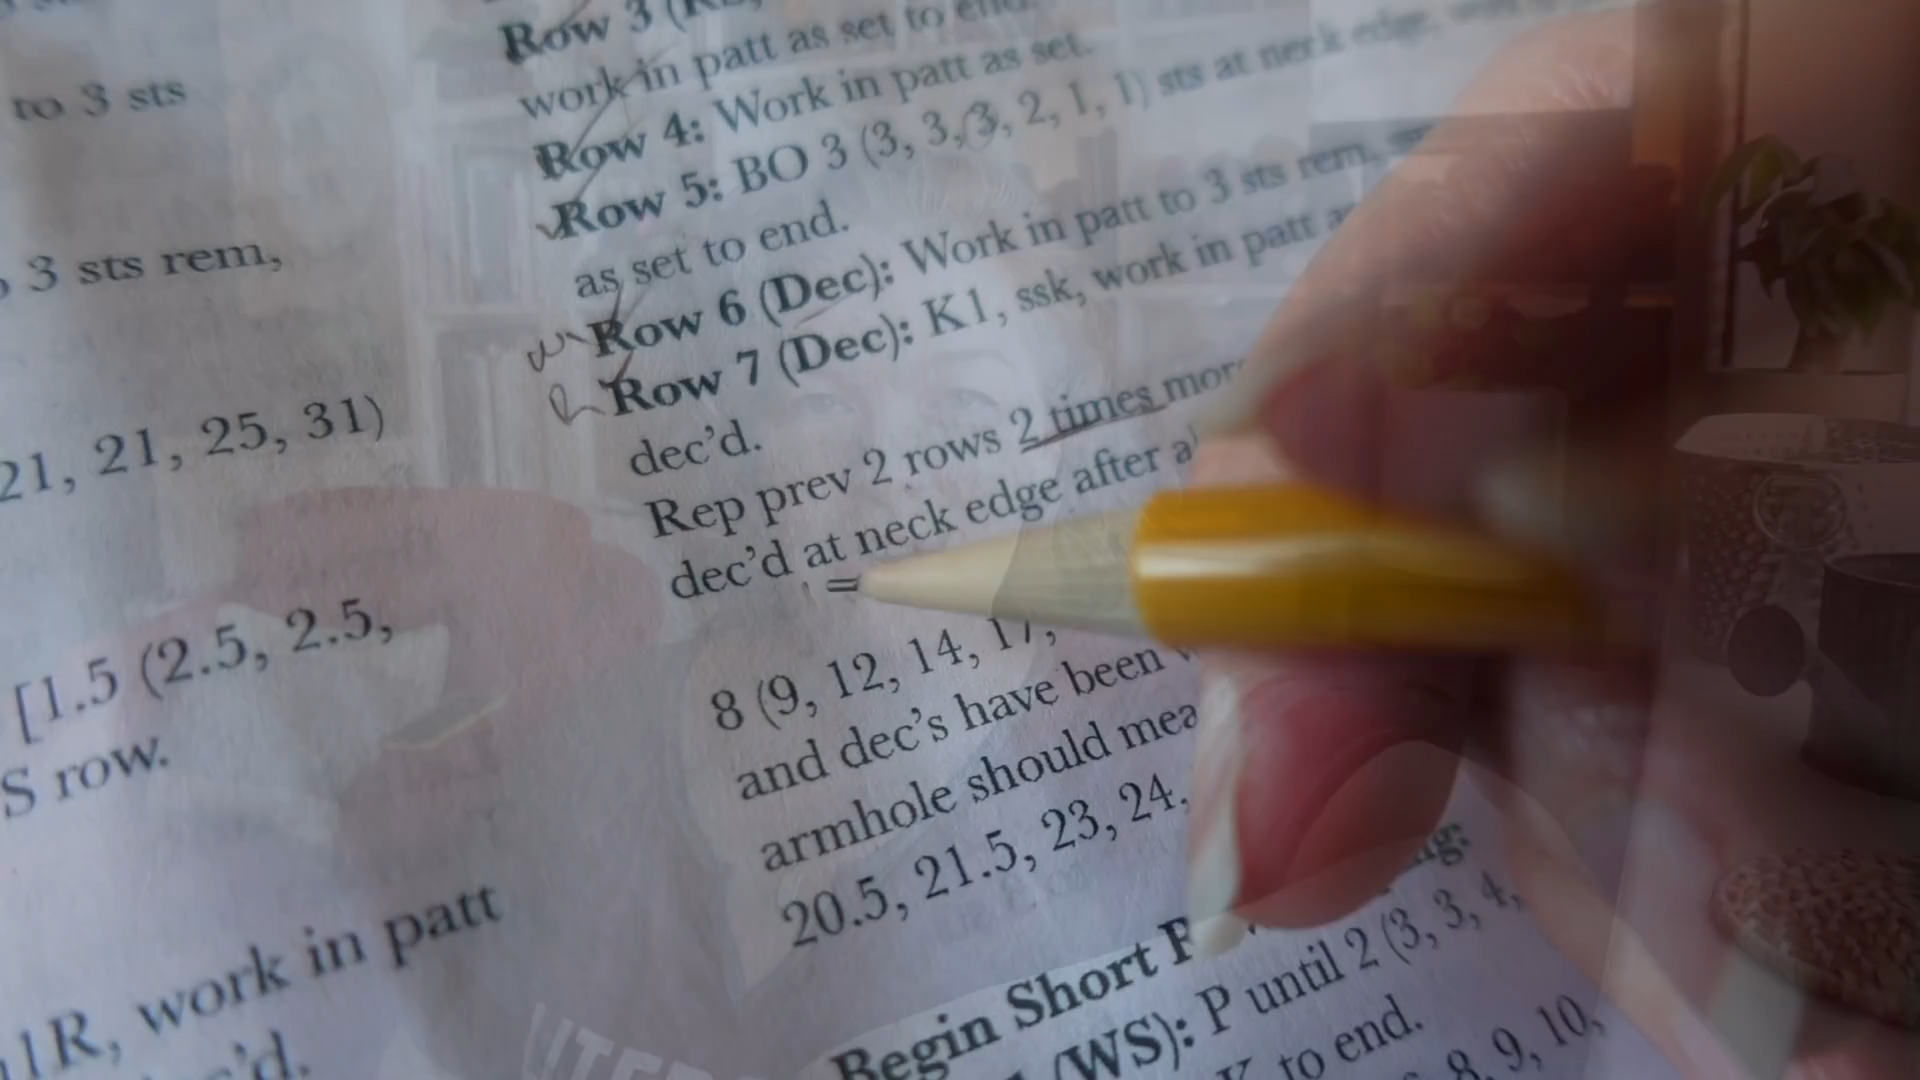 to 3 sts
3 sts rem,
21, 21, 25, 31)
[1.5 (2.5, 2.5,
S row.
1R, work in patt
c'd.
Row 3
work in patt as set to end.
Row 4: Work in patt as set.
Row 5: BO 3 (3, 3, 3, 2, 1, 1) sts at neck edge,
as set to end.
Row 6 (Dec): Work in patt to 3 sts rem,
Row 7 (Dec): K1, ssk, work in patt
dec'd.
Rep prev 2 rows 2 times more
dec'd at neck edge after
=
8 (9, 12, 14, 17,
and dec's have been
armhole should mea
20.5, 21.5, 23, 24,
Begin Short
(WS): P until 2 (3, 3, 4,
K to end.
8, 9, 10,